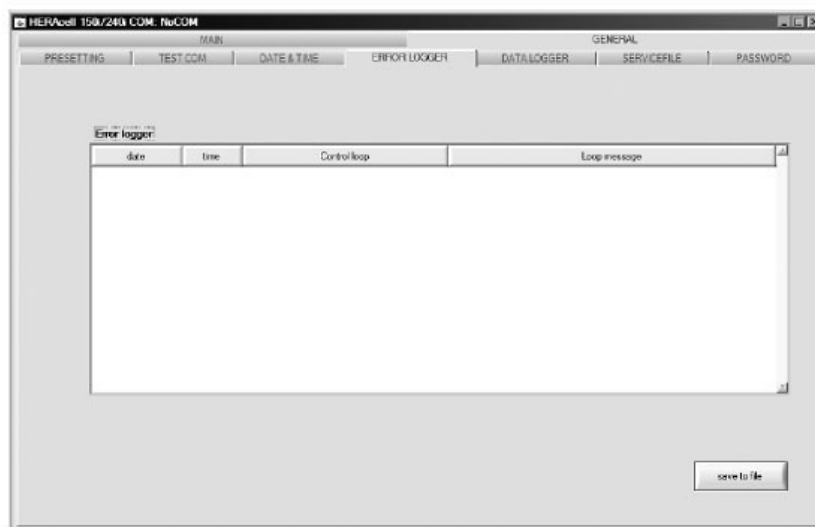 HERAcell 150i/240i COM: NoCOM
MAIN GENERAL
PRESETTING TEST COM DATE & TIME ERROR LOGGER DATA LOGGER SERVICEFILE PASSWORD
Error logger
date time Control loop Loop message
save to file